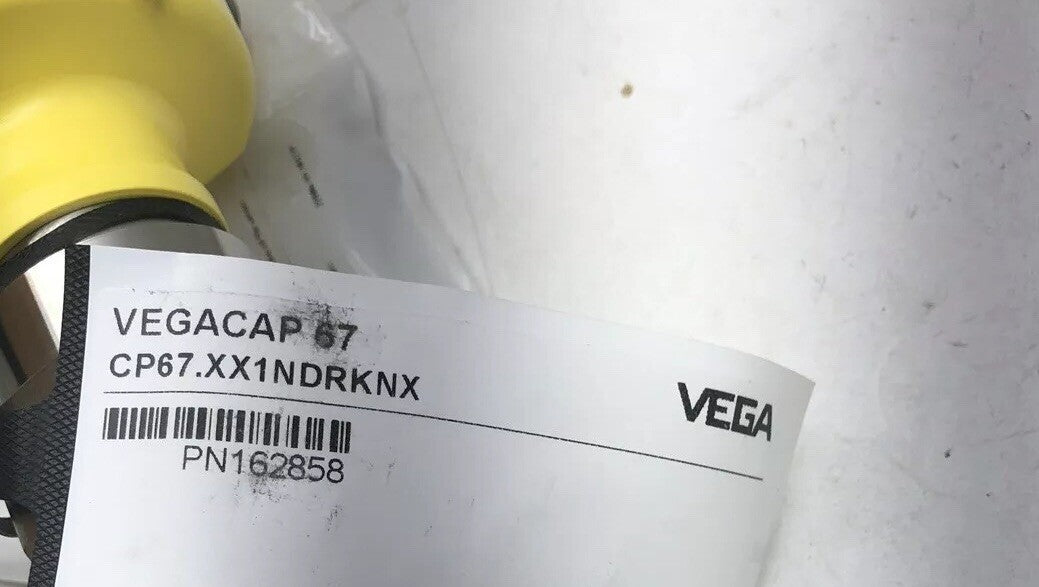 VEGACAP 67
CP67.XX1NDRKNX
VEGA
PN162858